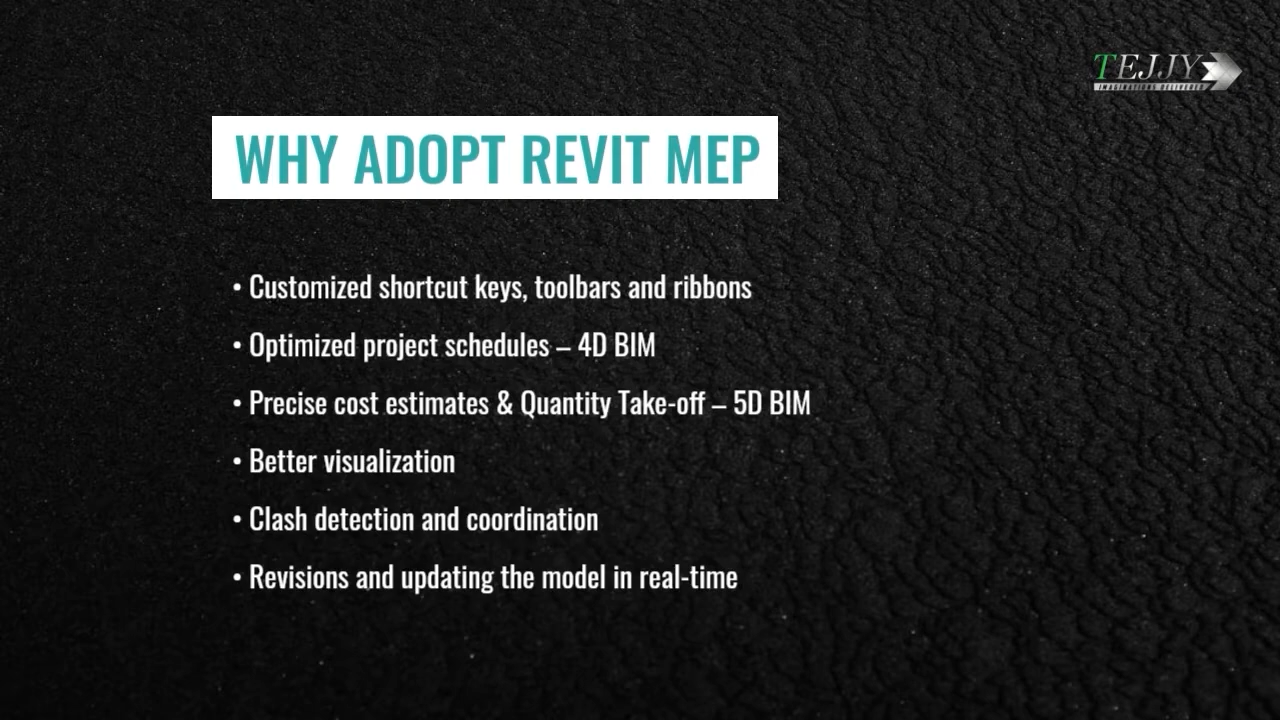 TEJJY
IMAGINATIONS DELIVERED
WHY ADOPT REVIT MEP
• Customized shortcut keys, toolbars and ribbons
• Optimized project schedules – 4D BIM
• Precise cost estimates & Quantity Take-off – 5D BIM
• Better visualization
• Clash detection and coordination
• Revisions and updating the model in real-time